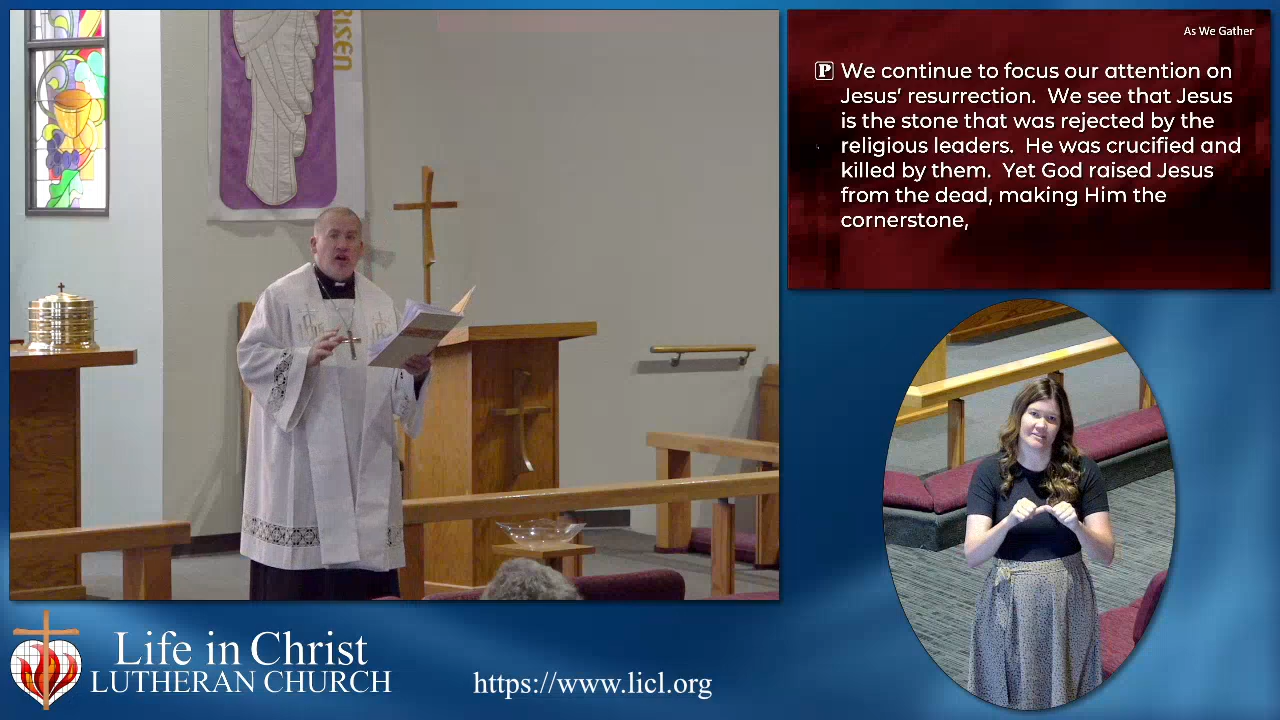 RISEN
As We Gather
P We continue to focus our attention on
Jesus' resurrection. We see that Jesus
is the stone that was rejected by the
religious leaders. He was crucified and
killed by them. Yet God raised Jesus
from the dead, making Him the
cornerstone,
Life in Christ
LUTHERAN CHURCH
https://www.licl.org